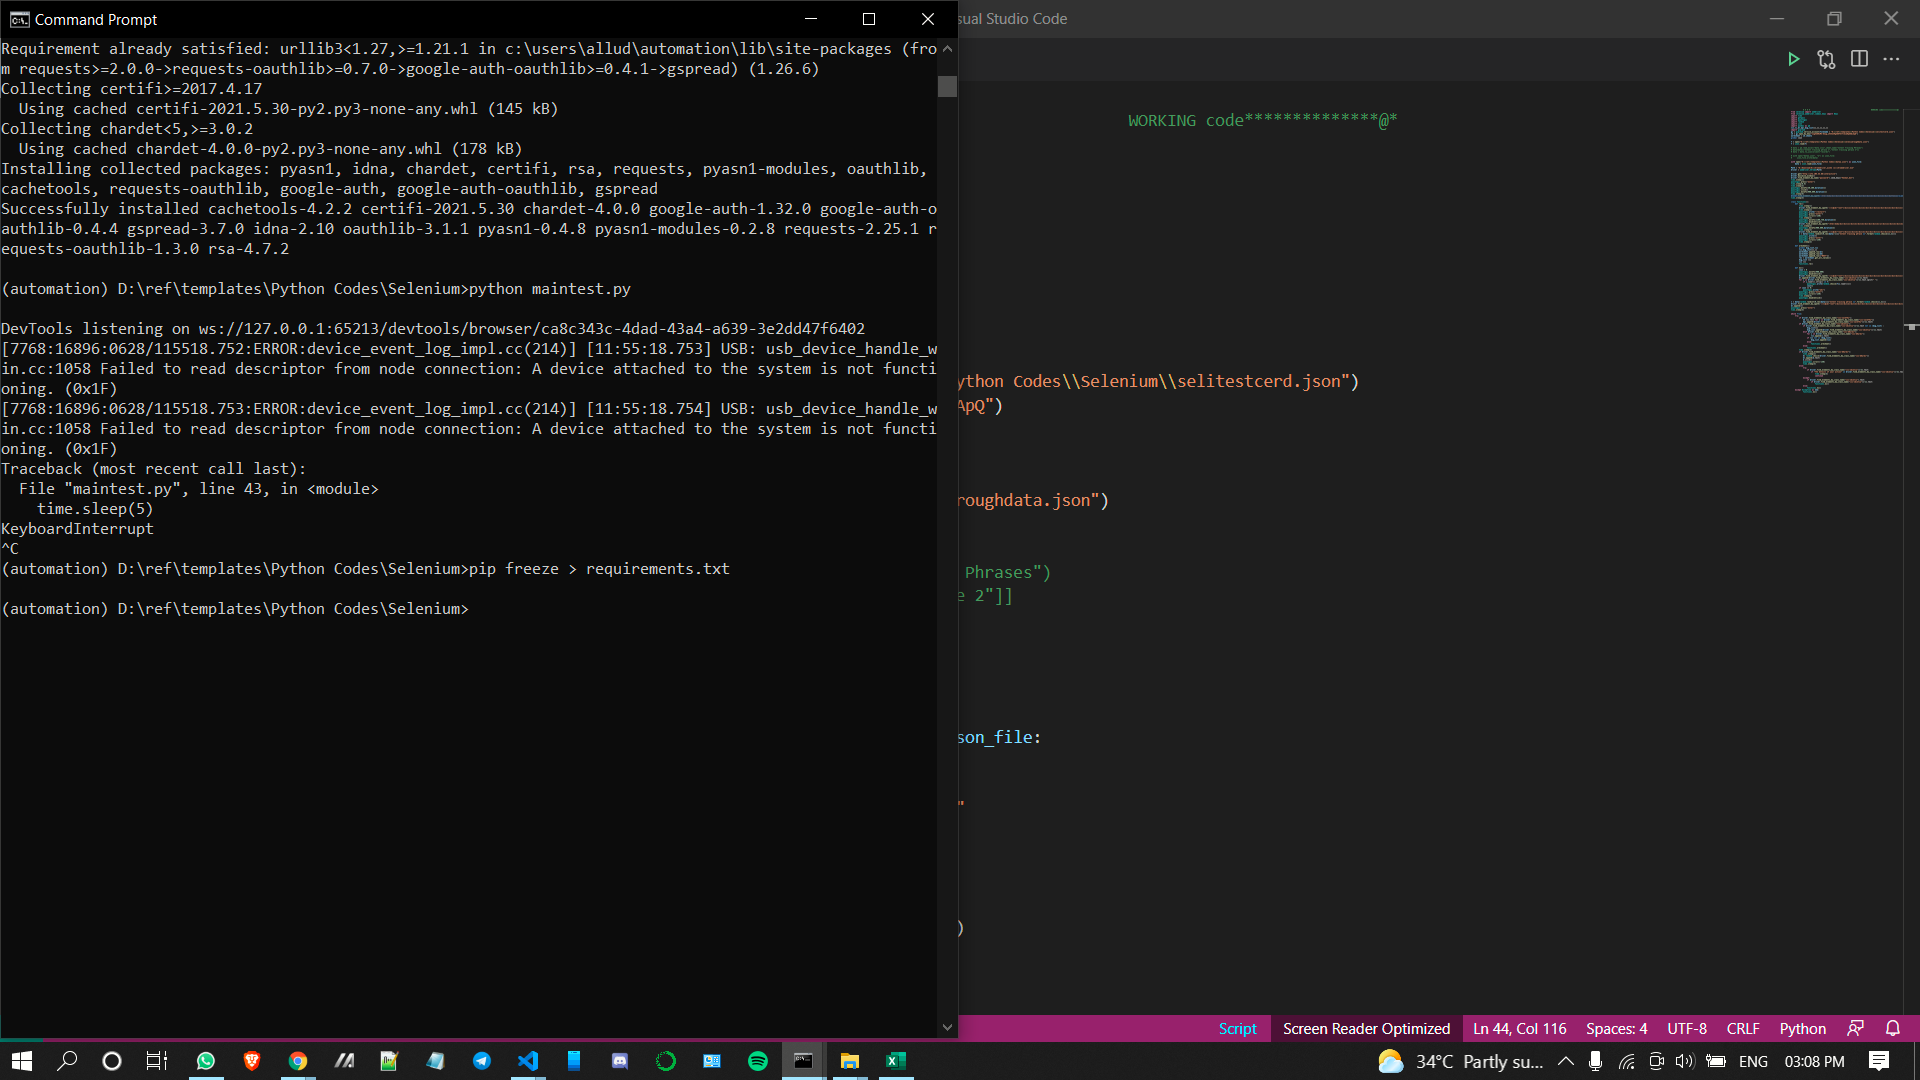 Command Prompt
Requirement already satisfied: urllib3<1.27,>=1.21.1 in c:\users\allud\automation\lib\site-packages (fro
m requests>=2.0.0->requests-oauthlib>=0.7.0->google-auth-oauthlib>=0.4.1->gspread) (1.26.6)
Collecting certifi>=2017.4.17
  Using cached certifi-2021.5.30-py2.py3-none-any.whl (145 kB)
Collecting chardet<5,>=3.0.2
  Using cached chardet-4.0.0-py2.py3-none-any.whl (178 kB)
Installing collected packages: pyasn1, idna, chardet, certifi, rsa, requests, pyasn1-modules, oauthlib,
cachetools, requests-oauthlib, google-auth, google-auth-oauthlib, gspread
Successfully installed cachetools-4.2.2 certifi-2021.5.30 chardet-4.0.0 google-auth-1.32.0 google-auth-o
authlib-0.4.4 gspread-3.7.0 idna-2.10 oauthlib-3.1.1 pyasn1-0.4.8 pyasn1-modules-0.2.8 requests-2.25.1 r
equests-oauthlib-1.3.0 rsa-4.7.2
(automation) D:\ref\templates\Python Codes\Selenium>python maintest.py
DevTools listening on ws://127.0.0.1:65213/devtools/browser/ca8c343c-4dad-43a4-a639-3e2dd47f6402
[7768:16896:0628/115518.752:ERROR:device_event_log_impl.cc(214)] [11:55:18.753] USB: usb_device_handle_w
in.cc:1058 Failed to read descriptor from node connection: A device attached to the system is not functi
oning. (0x1F)
[7768:16896:0628/115518.753:ERROR:device_event_log_impl.cc(214)] [11:55:18.754] USB: usb_device_handle_w
in.cc:1058 Failed to read descriptor from node connection: A device attached to the system is not functi
oning. (0x1F)
Traceback (most recent call last):
  File "maintest.py", line 43, in <module>
    time.sleep(5)
KeyboardInterrupt
^C
(automation) D:\ref\templates\Python Codes\Selenium>pip freeze > requirements.txt
(automation) D:\ref\templates\Python Codes\Selenium>
sual Studio Code
WORKING code**************@*
ython Codes\\Selenium\\selitestcerd.json")
ApQ")
roughdata.json")
Phrases")
e 2"]]
son_file:
"
)
Script
Screen Reader Optimized
Ln 44, Col 116
Spaces: 4
UTF-8
CRLF
Python
34°C Partly su...
ENG
03:08 PM